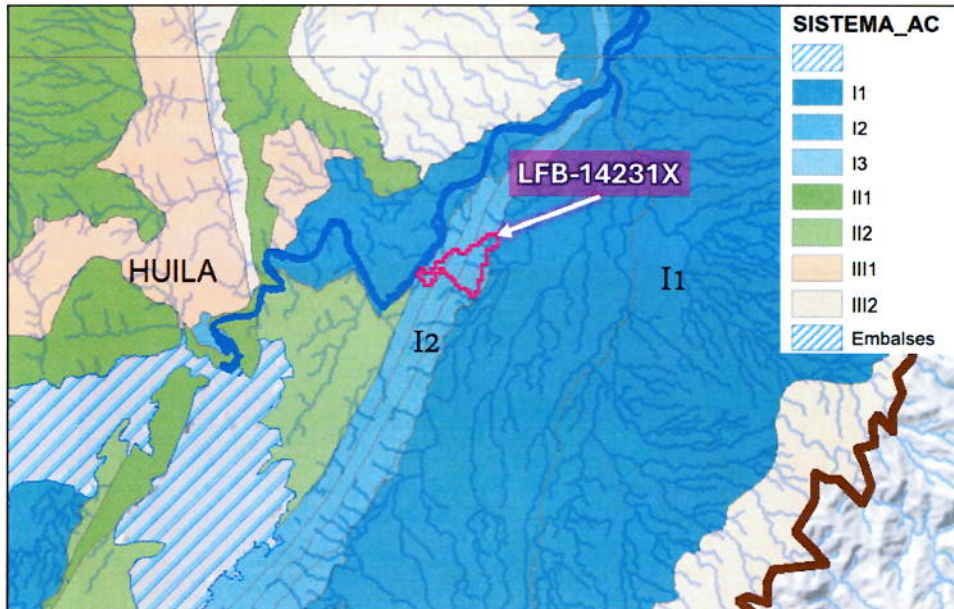 SISTEMA_AC
I1
I2
I3
II1
II2
III1
III2
Embalses
LFB-14231X
HUILA
I1
I2